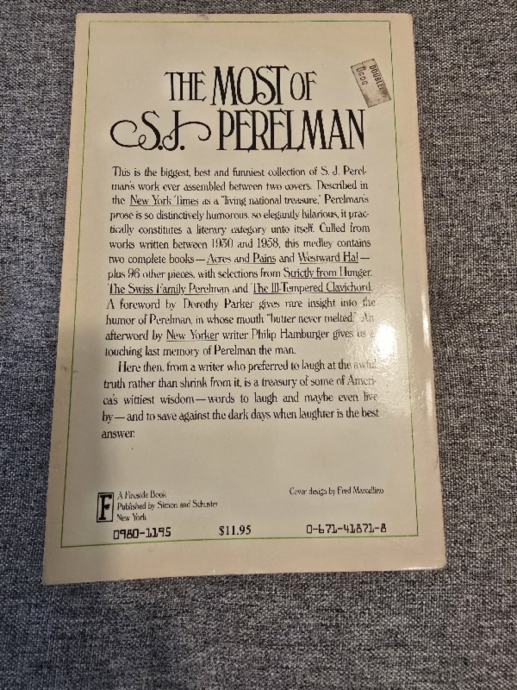 THE MOST OF
S.J. PERELMAN
DOUBLED
This is the biggest, best and funniest collection of S. J. Perel-
man's work ever assembled between two covers. Described in
the New York Times as a "living national treasure," Perelman's
prose is so distinctively humorous, so elegantly hilarious, it prac-
tically constitutes a literary category unto itself. Culled from
works written between 1930 and 1958, this medley contains
two complete books—Acres and Pains and Westward Ha!—
plus 96 other pieces, with selections from Strictly from Hunger,
The Swiss Family Perelman and The Ill-Tempered Clavichord.
A foreword by Dorothy Parker gives rare insight into the
humor of Perelman, in whose mouth "butter never melted." An
afterword by New Yorker writer Philip Hamburger gives us a
touching last memory of Perelman the man.
Here then, from a writer who preferred to laugh at the awful
truth rather than shrink from it, is a treasury of some of Ameri-
ca's wittiest wisdom—words to laugh and maybe even live
by—and to save against the dark days when laughter is the best
answer.
F
A Fireside Book
Published by Simon and Schuster
New York
Cover design by Fred Marcellino
0980-1195
$11.95
0-671-41871-8